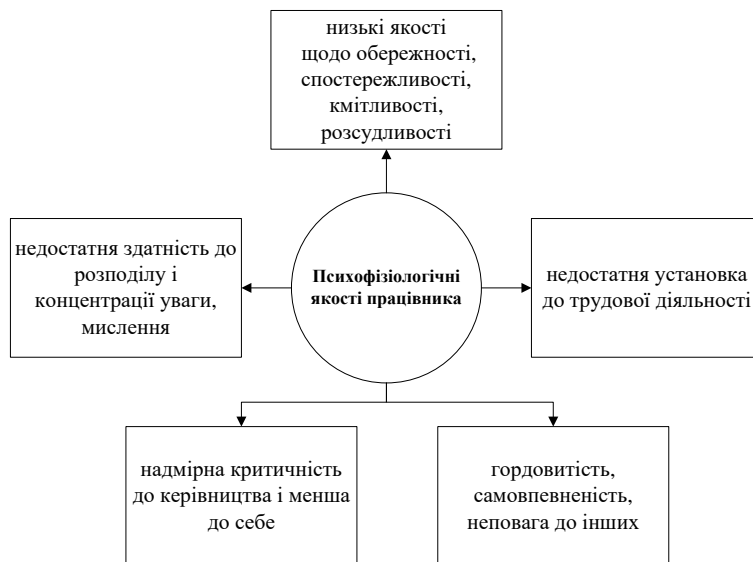 низькі якості
щодо обережності,
спостережливості,
кмітливості,
розсудливості
недостатня здатність до
розподілу і
концентрації уваги,
мислення
Психофізіологічні
якості працівника
недостатня установка
до трудової діяльності
надмірна критичність
до керівництва і менша
до себе
гордовитість,
самовпевненість,
неповага до інших